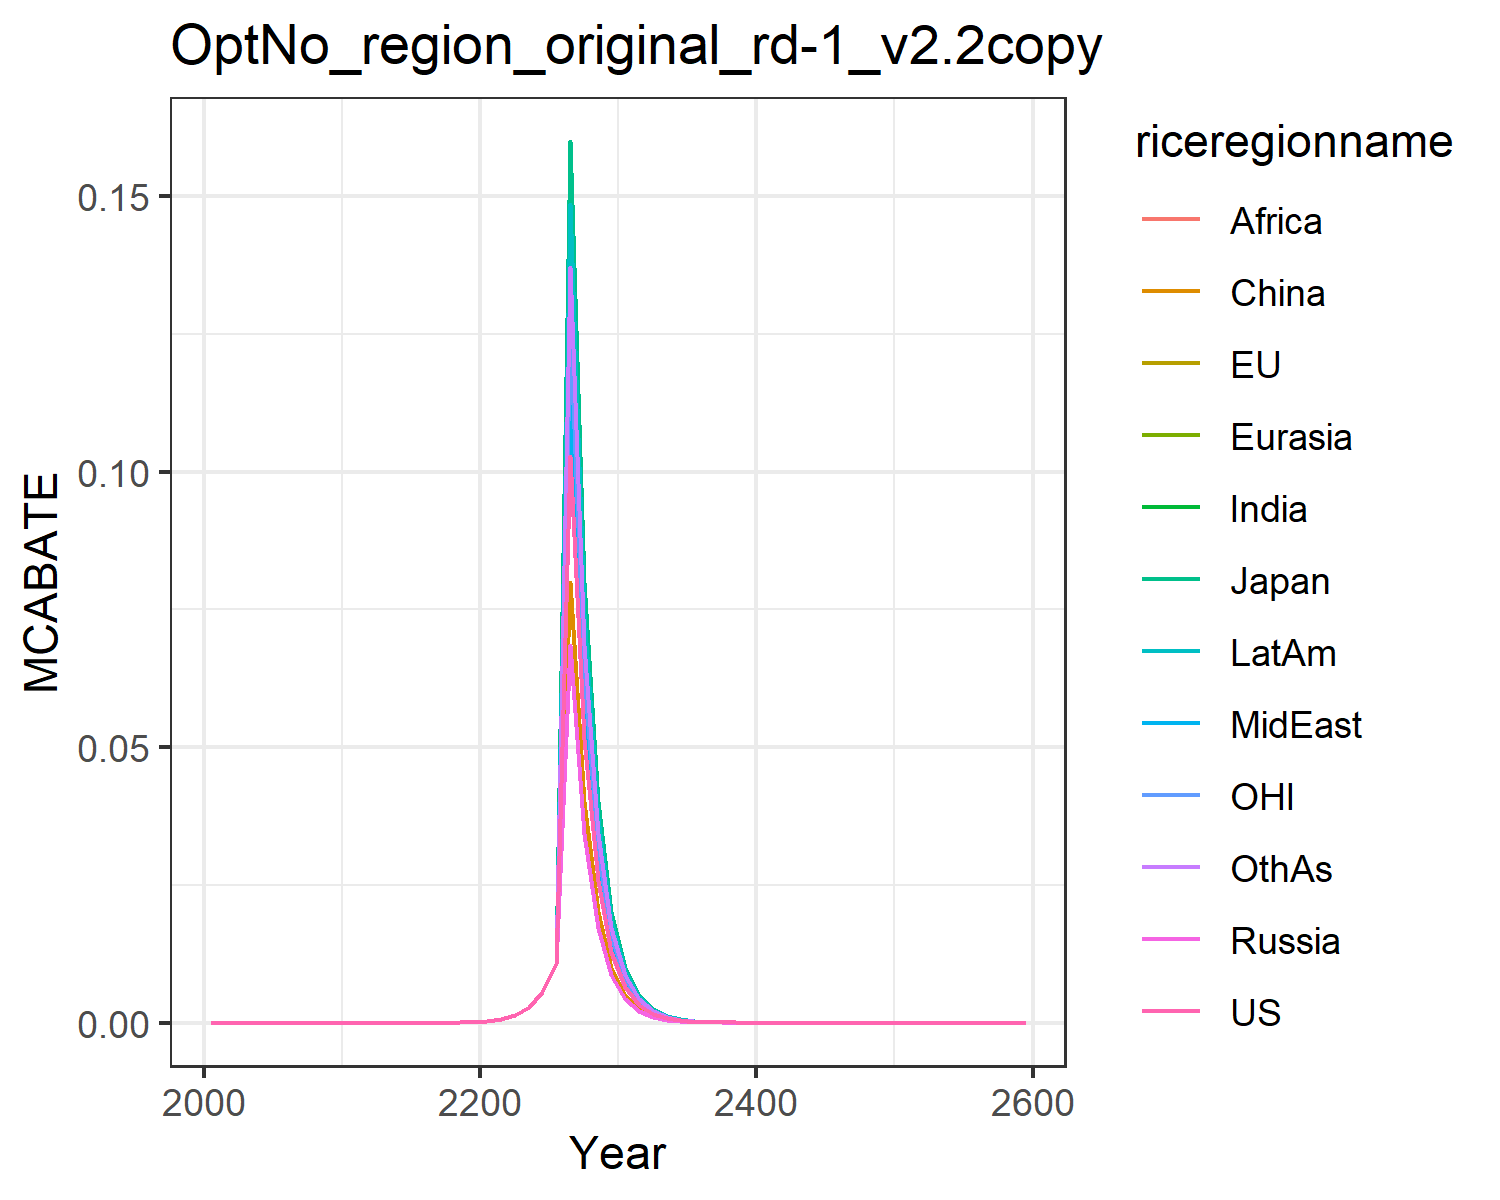 OptNo_region_original_rd-1_v2.2copy
MCABATE
0.15
0.10
0.05
0.00
2000 2200 2400 2600
Year
riceregionname
Africa
China
EU
Eurasia
India
Japan
LatAm
MidEast
OHI
OthAs
Russia
US